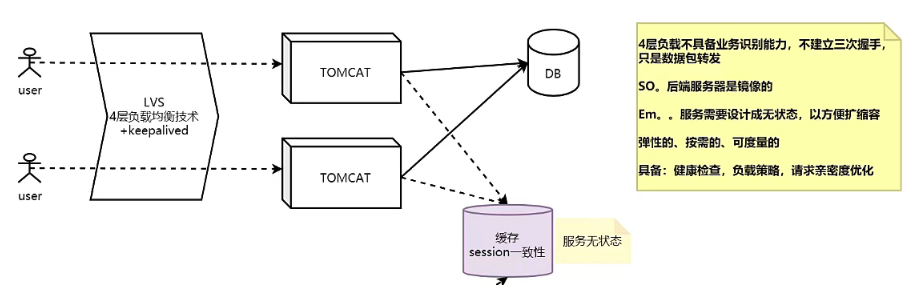 user
user
LVS
4层负载均衡技术
+keepalived
TOMCAT
TOMCAT
DB
缓存
session一致性
服务无状态
4层负载不具备业务识别能力，不建立三次握手，
只是数据包转发
SO。后端服务器是镜像的
Em。。服务需要设计成无状态，以方便扩缩容
弹性的、按需的、可度量的
具备：健康检查，负载策略，请求亲密度优化